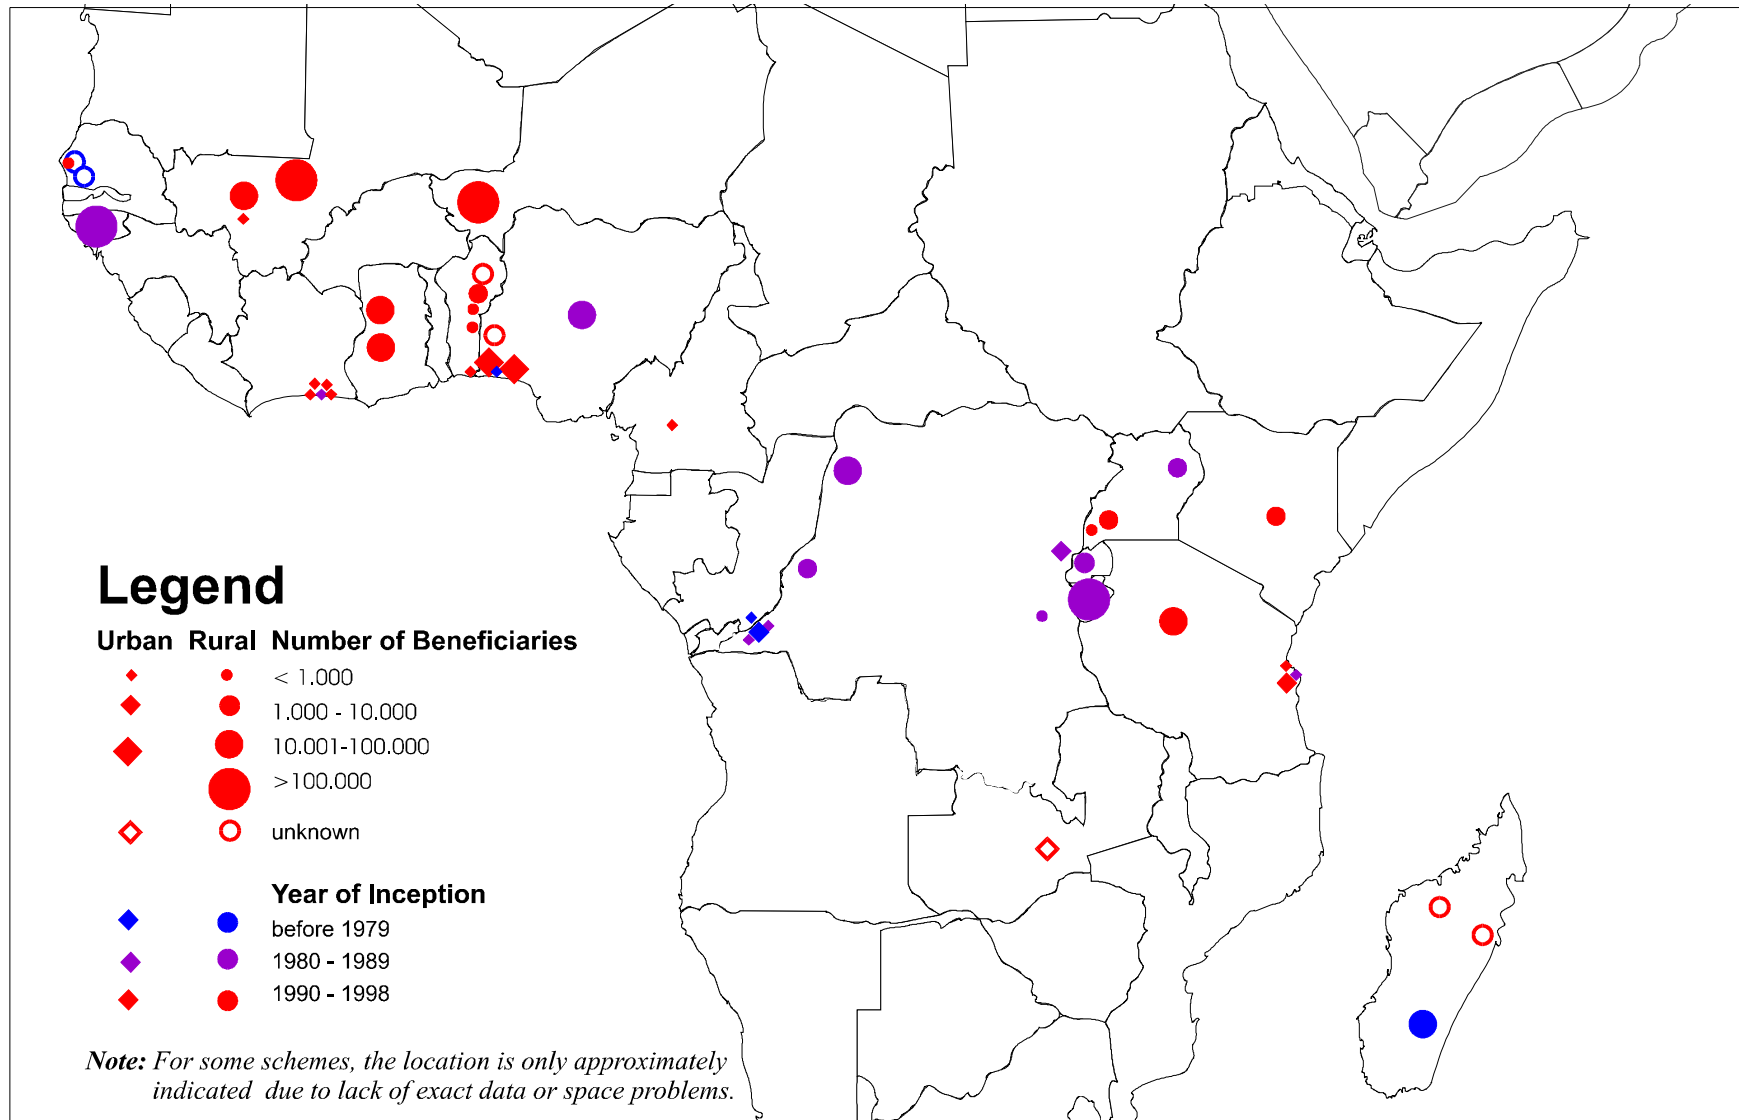 Legend
Urban Rural Number of Beneficiaries
< 1.000
1.000 - 10.000
10.001-100.000
>100.000
unknown
Year of Inception
before 1979
1980 - 1989
1990 - 1998
Note: For some schemes, the location is only approximately
indicated due to lack of exact data or space problems.